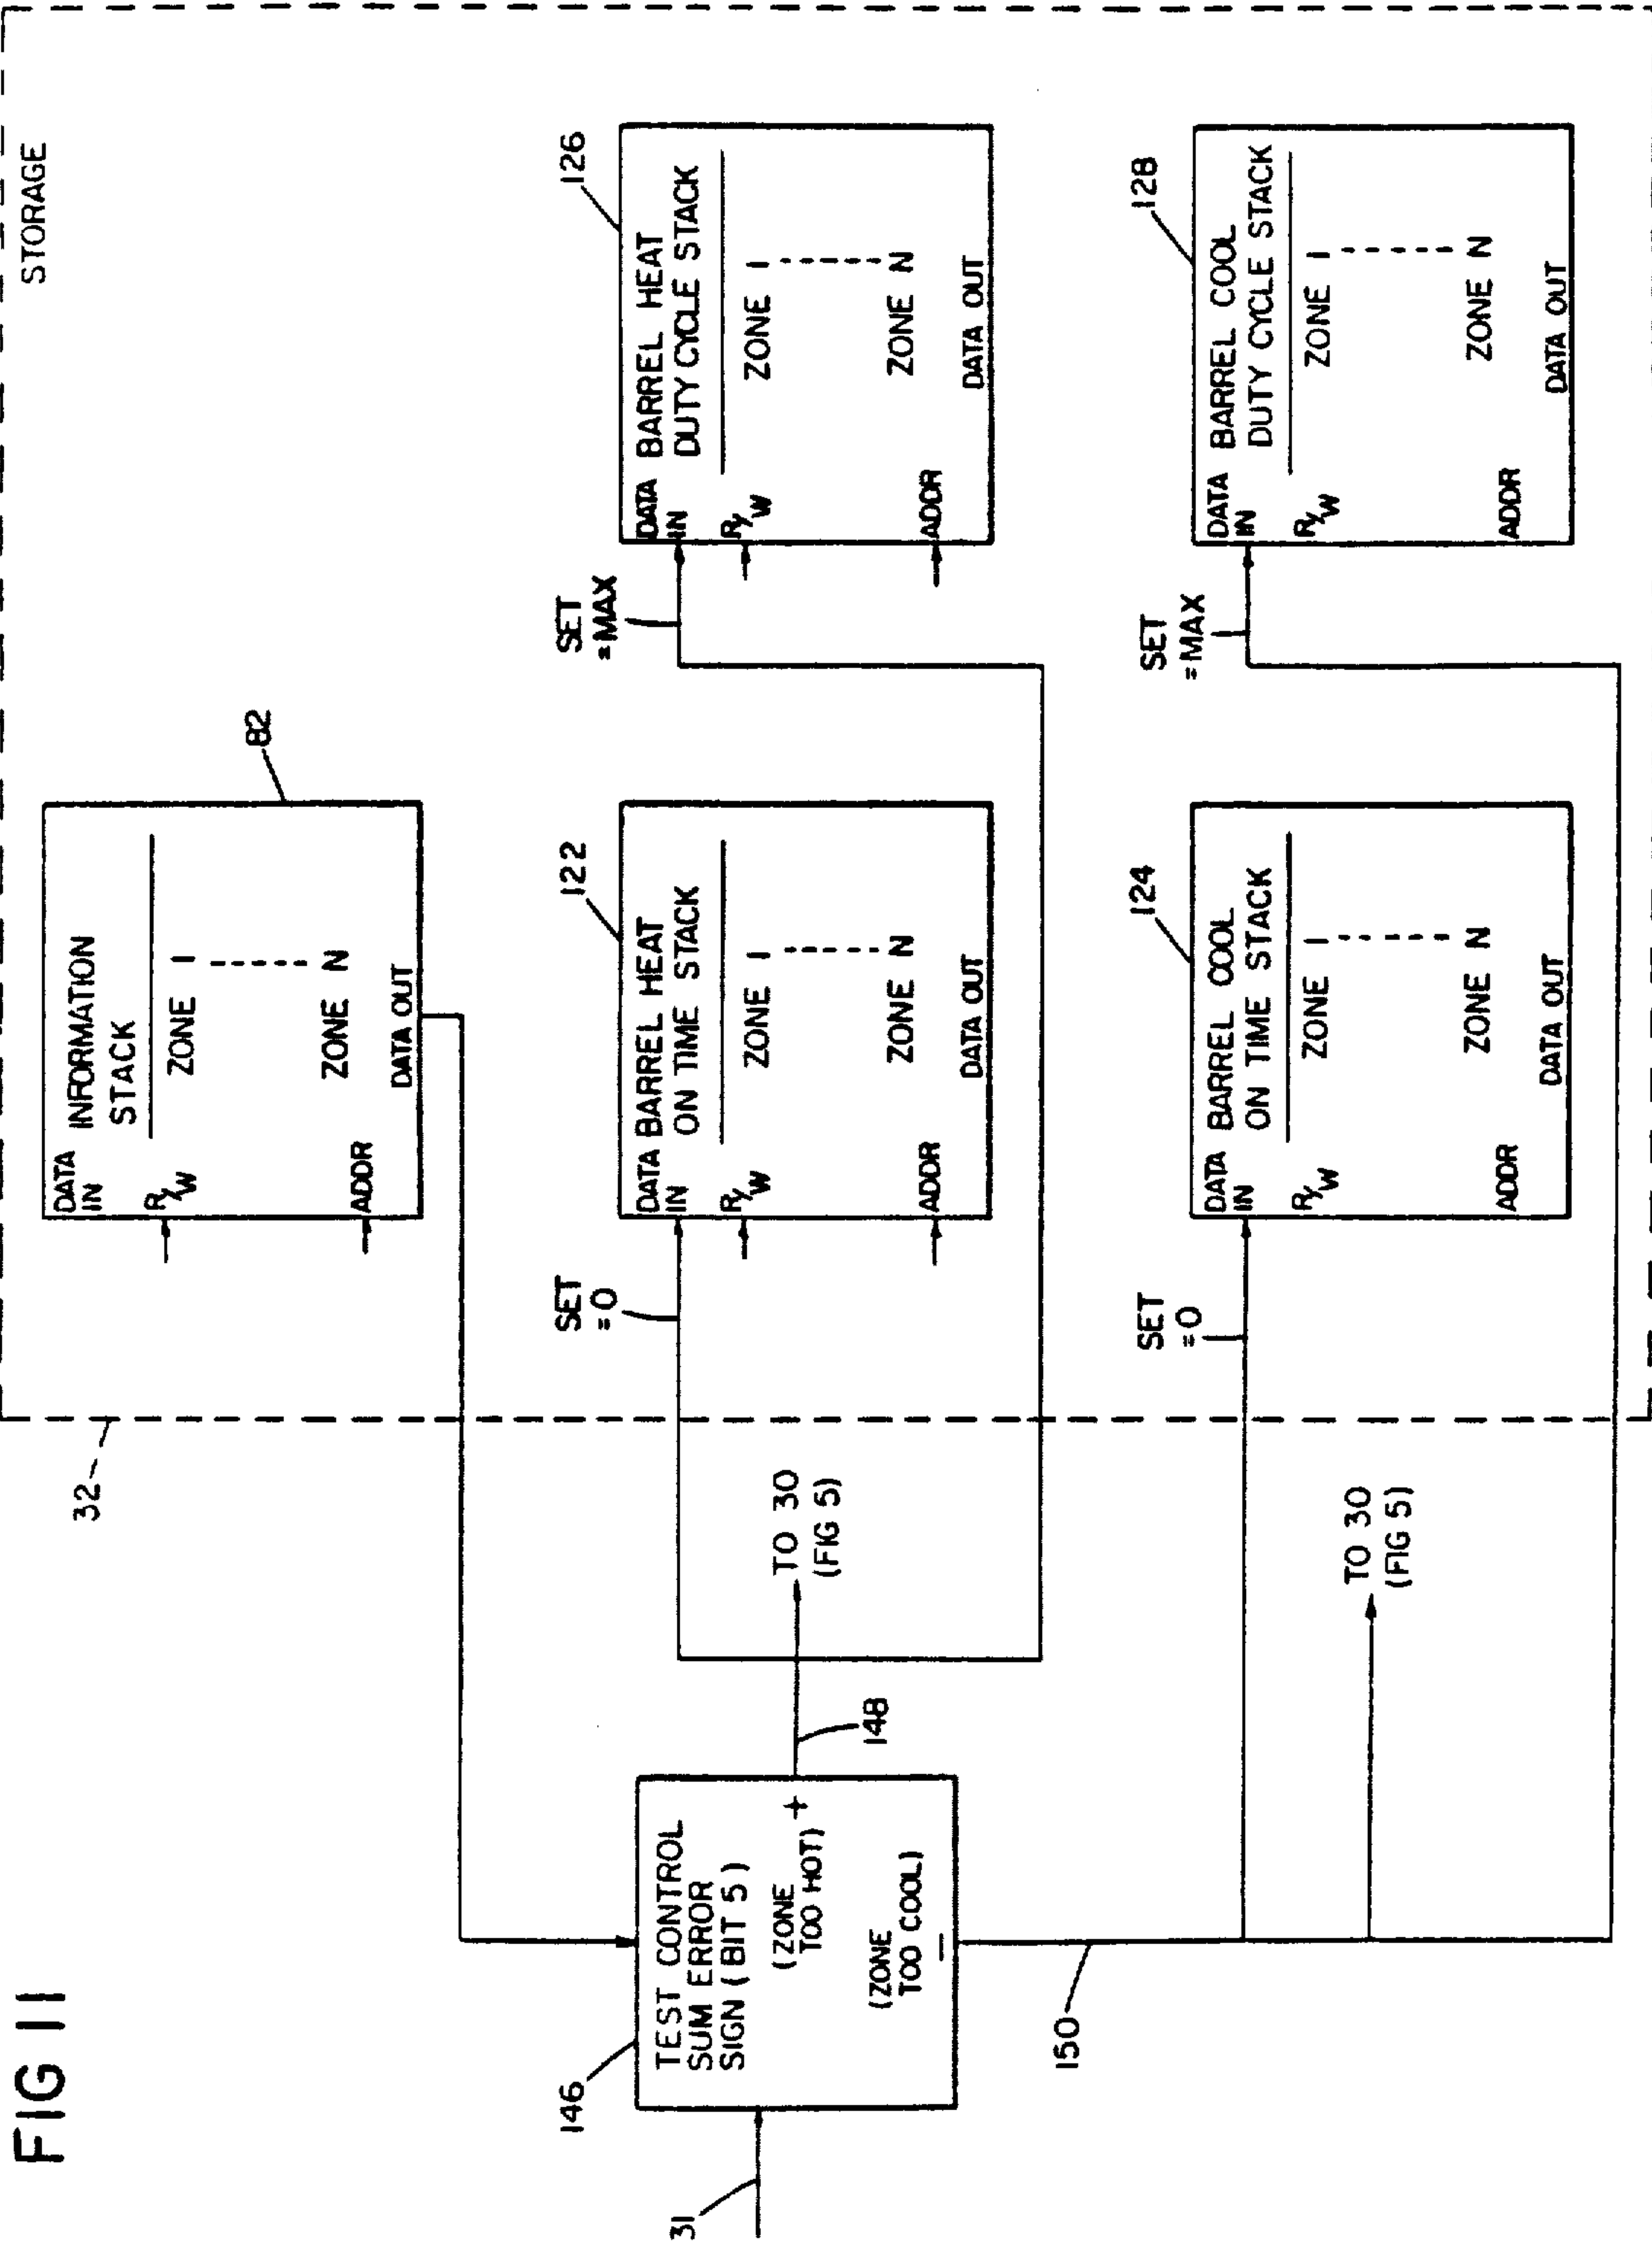 FIG 11
STORAGE
32
82
DATA
IN
INFORMATION
STACK
R/W
ZONE 1
ZONE N
ADDR
DATA OUT
SET
=0
122
DATA
IN
BARREL HEAT
ON TIME STACK
R/W
ZONE 1
ZONE N
ADDR
DATA OUT
SET
=MAX
126
DATA
IN
BARREL HEAT
DUTY CYCLE STACK
R/W
ZONE 1
ZONE N
ADDR
DATA OUT
31
146
TEST CONTROL
SUM ERROR
SIGN (BIT 5)
(ZONE
TOO HOT) +
(ZONE
TOO COOL)
—
148
TO 30
(FIG 5)
150
TO 30
(FIG 5)
SET
=0
124
DATA
IN
BARREL COOL
ON TIME STACK
R/W
ZONE 1
ZONE N
ADDR
DATA OUT
SET
=MAX
128
DATA
IN
BARREL COOL
DUTY CYCLE STACK
R/W
ZONE 1
ZONE N
ADDR
DATA OUT